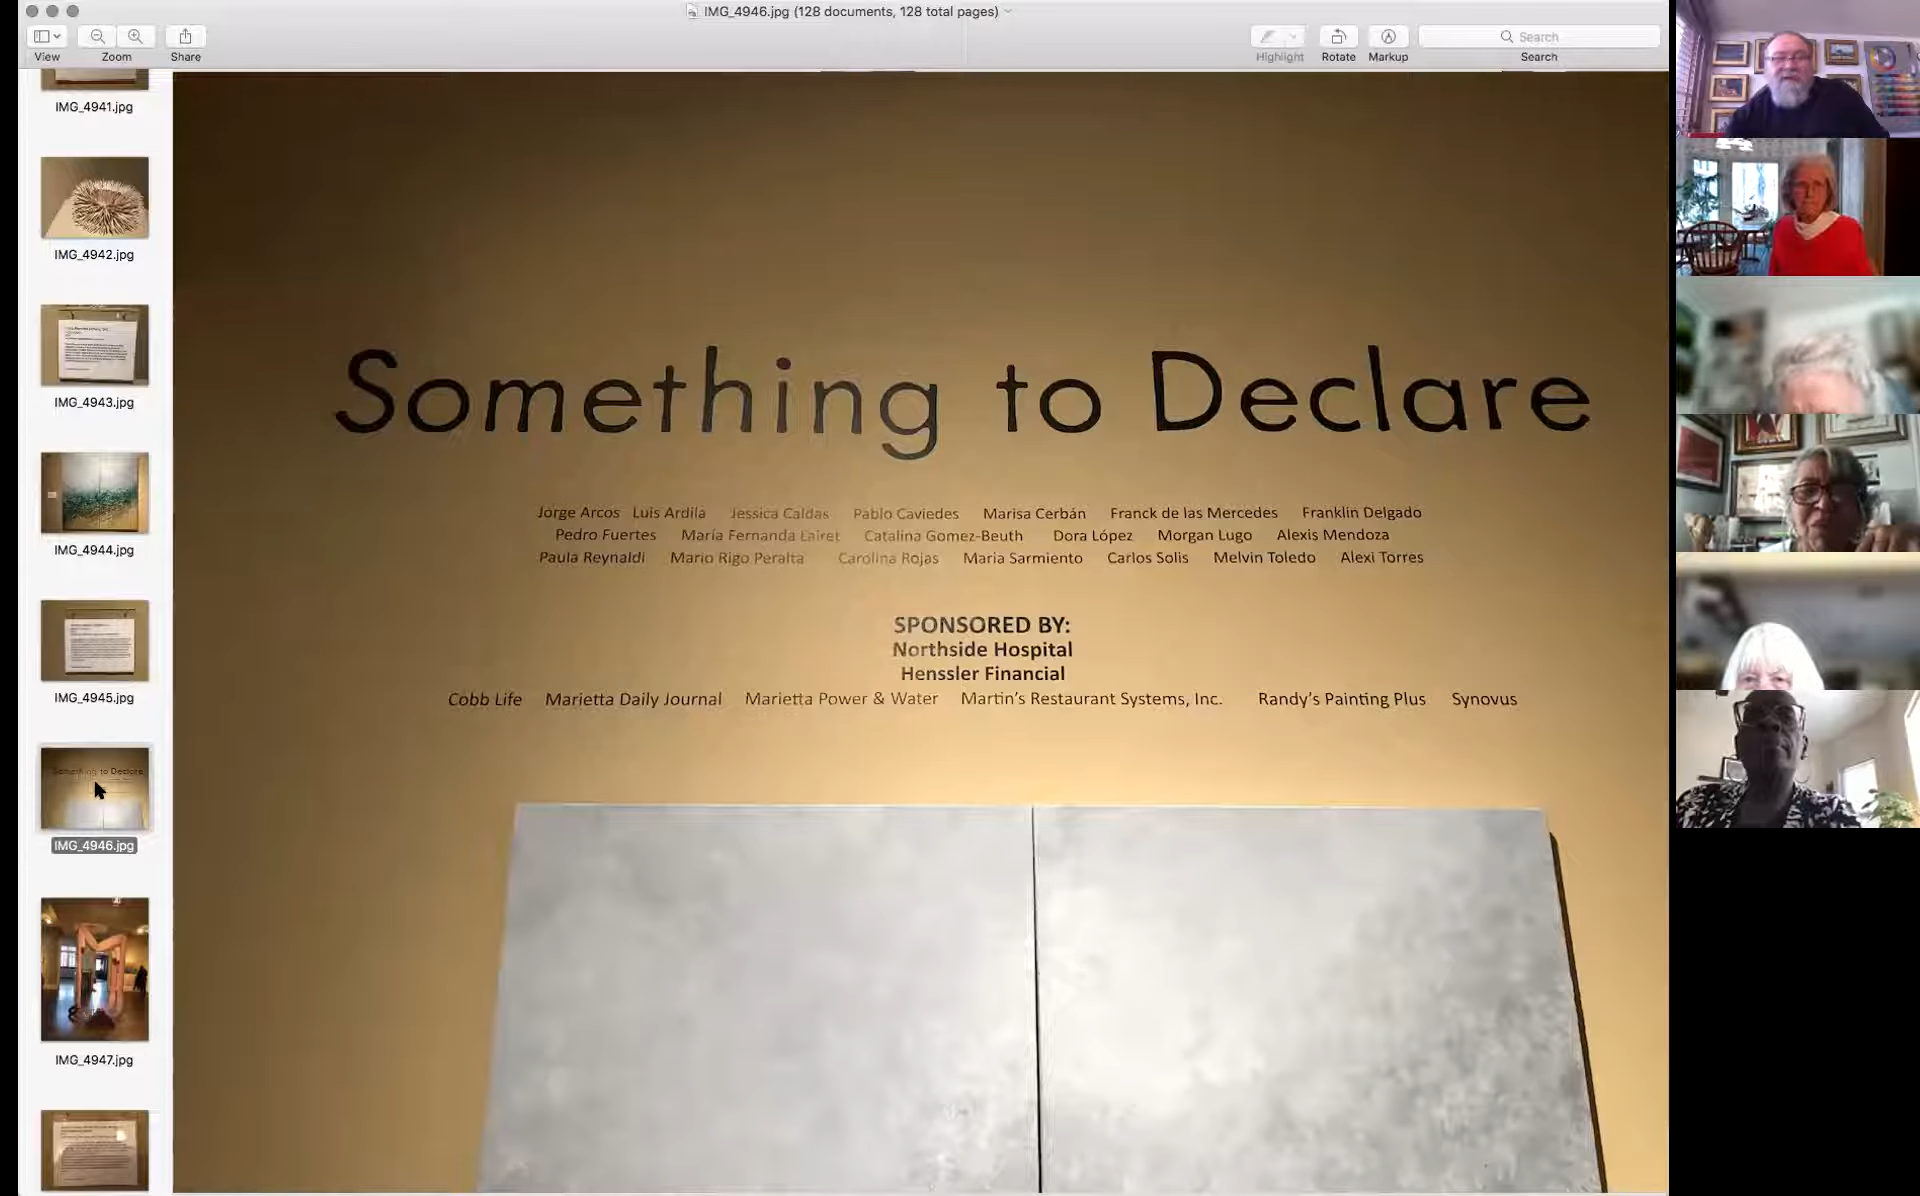 IMG_4946.jpg (128 documents, 128 total pages)
View Zoom Share Highlight Rotate Markup Search
Search
IMG_4941.jpg
IMG_4942.jpg
IMG_4943.jpg
IMG_4944.jpg
IMG_4945.jpg
Something to Declare
IMG_4946.jpg
IMG_4947.jpg
Something to Declare
Jorge Arcos Luis Ardila Jessica Caldas Pablo Caviedes Marisa Cerbán Franck de las Mercedes Franklin Delgado
Pedro Fuertes María Fernanda Lairet Catalina Gomez-Beuth Dora López Morgan Lugo Alexis Mendoza
Paula Reynaldi Mario Rigo Peralta Carolina Rojas Maria Sarmiento Carlos Solis Melvin Toledo Alexi Torres
SPONSORED BY:
Northside Hospital
Henssler Financial
Cobb Life Marietta Daily Journal Marietta Power & Water Martin's Restaurant Systems, Inc. Randy's Painting Plus Synovus